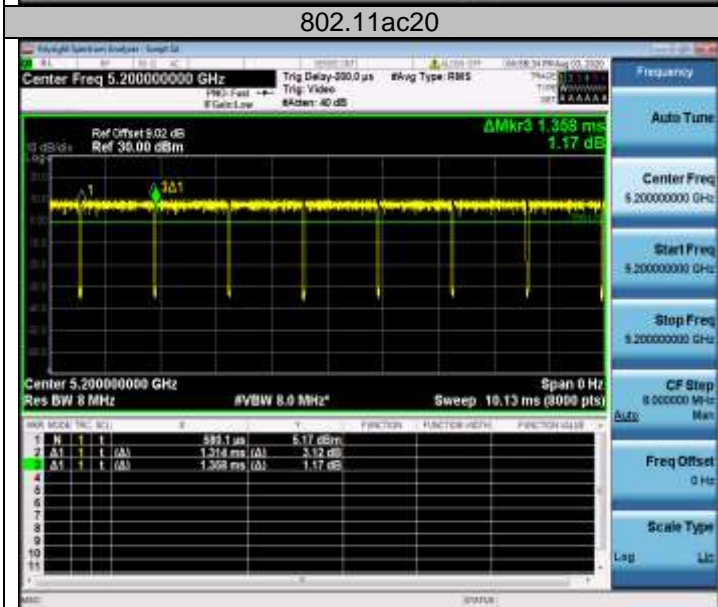 802.11ac20
Keysight Spectrum Analyzer - Swept SA
Center Freq 5.200000000 GHz
PNO: Fast
IFGain:Low
Trig Delay-200.0 µs
Trig: Video
#Atten: 40 dB
#Avg Type: RMS
Frequency
Ref Offset 9.02 dB
Ref 30.00 dBm
10 dB/div
Log
ΔMkr3 1.358 ms
1.17 dB
1
3Δ1
Center 5.200000000 GHz
Span 0 Hz
Res BW 8 MHz
#VBW 8.0 MHz*
Sweep 10.13 ms (8000 pts)
MKR MODE TRC SCL X Y FUNCTION FUNCTION WIDTH FUNCTION VALUE
1 N 1 t 590.1 µs 5.17 dBm
2 Δ1 1 t (Δ) 1.314 ms (Δ) 3.12 dB
3 Δ1 1 t (Δ) 1.358 ms (Δ) 1.17 dB
4
5
6
7
8
9
10
11
MSG
STATUS
Auto Tune
Center Freq
5.200000000 GHz
Start Freq
5.200000000 GHz
Stop Freq
5.200000000 GHz
CF Step
8.000000 MHz
Auto Man
Freq Offset
0 Hz
Scale Type
Log Lin